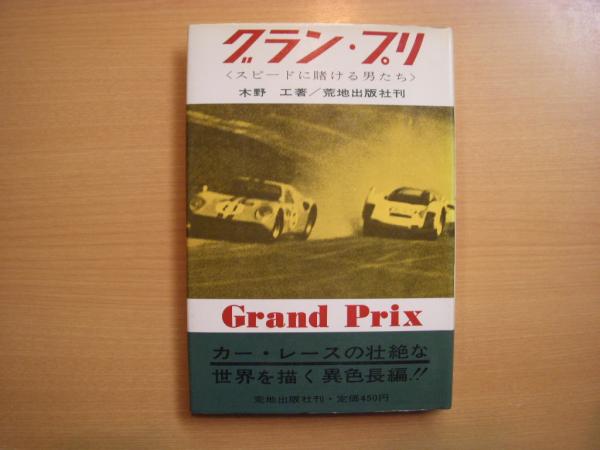 グラン・プリ
<スピードに賭ける男たち>
木野 工著/荒地出版社刊
Grand Prix
カー・レースの壮絶な
世界を描く異色長編!!
荒地出版社刊・定価450円